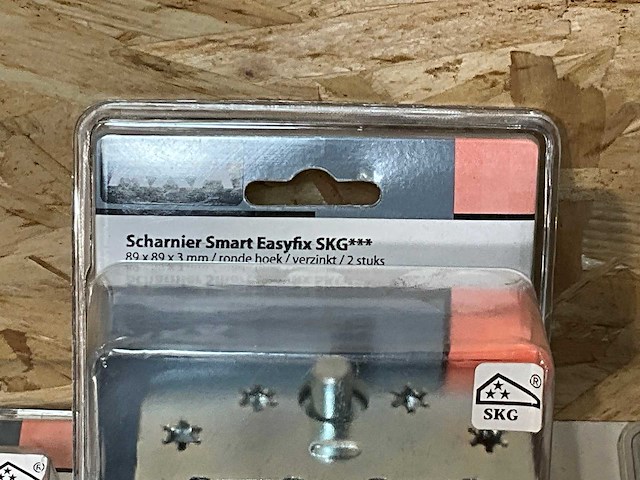 Scharnier Smart Easyfix SKG***
89 x 89 x 3 mm / ronde hoek / verzinkt / 2 stuks
®
SKG
®